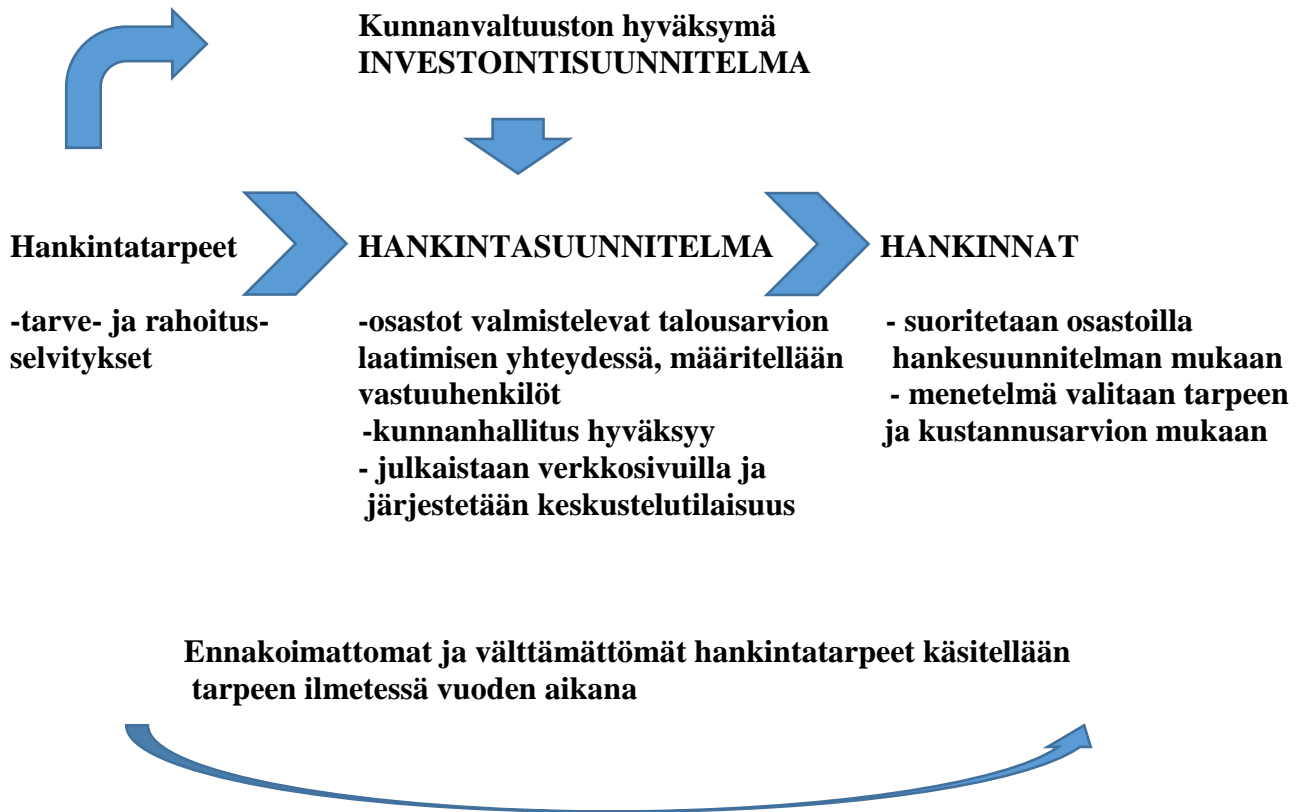 Kunnanvaltuuston hyväksymä
INVESTOINTISUUNNITELMA
Hankintatarpeet
-tarve- ja rahoitus-
selvitykset
HANKINTASUUNNITELMA
-osastot valmistelevat talousarvion
laatimisen yhteydessä, määritellään
vastuuhenkilöt
-kunnanhallitus hyväksyy
- julkaistaan verkkosivuilla ja
järjestetään keskustelutilaisuus
HANKINNAT
- suoritetaan osastoilla
hankesuunnitelman mukaan
- menetelmä valitaan tarpeen
ja kustannusarvion mukaan
Ennakoimattomat ja välttämättömät hankintatarpeet käsitellään
tarpeen ilmetessä vuoden aikana